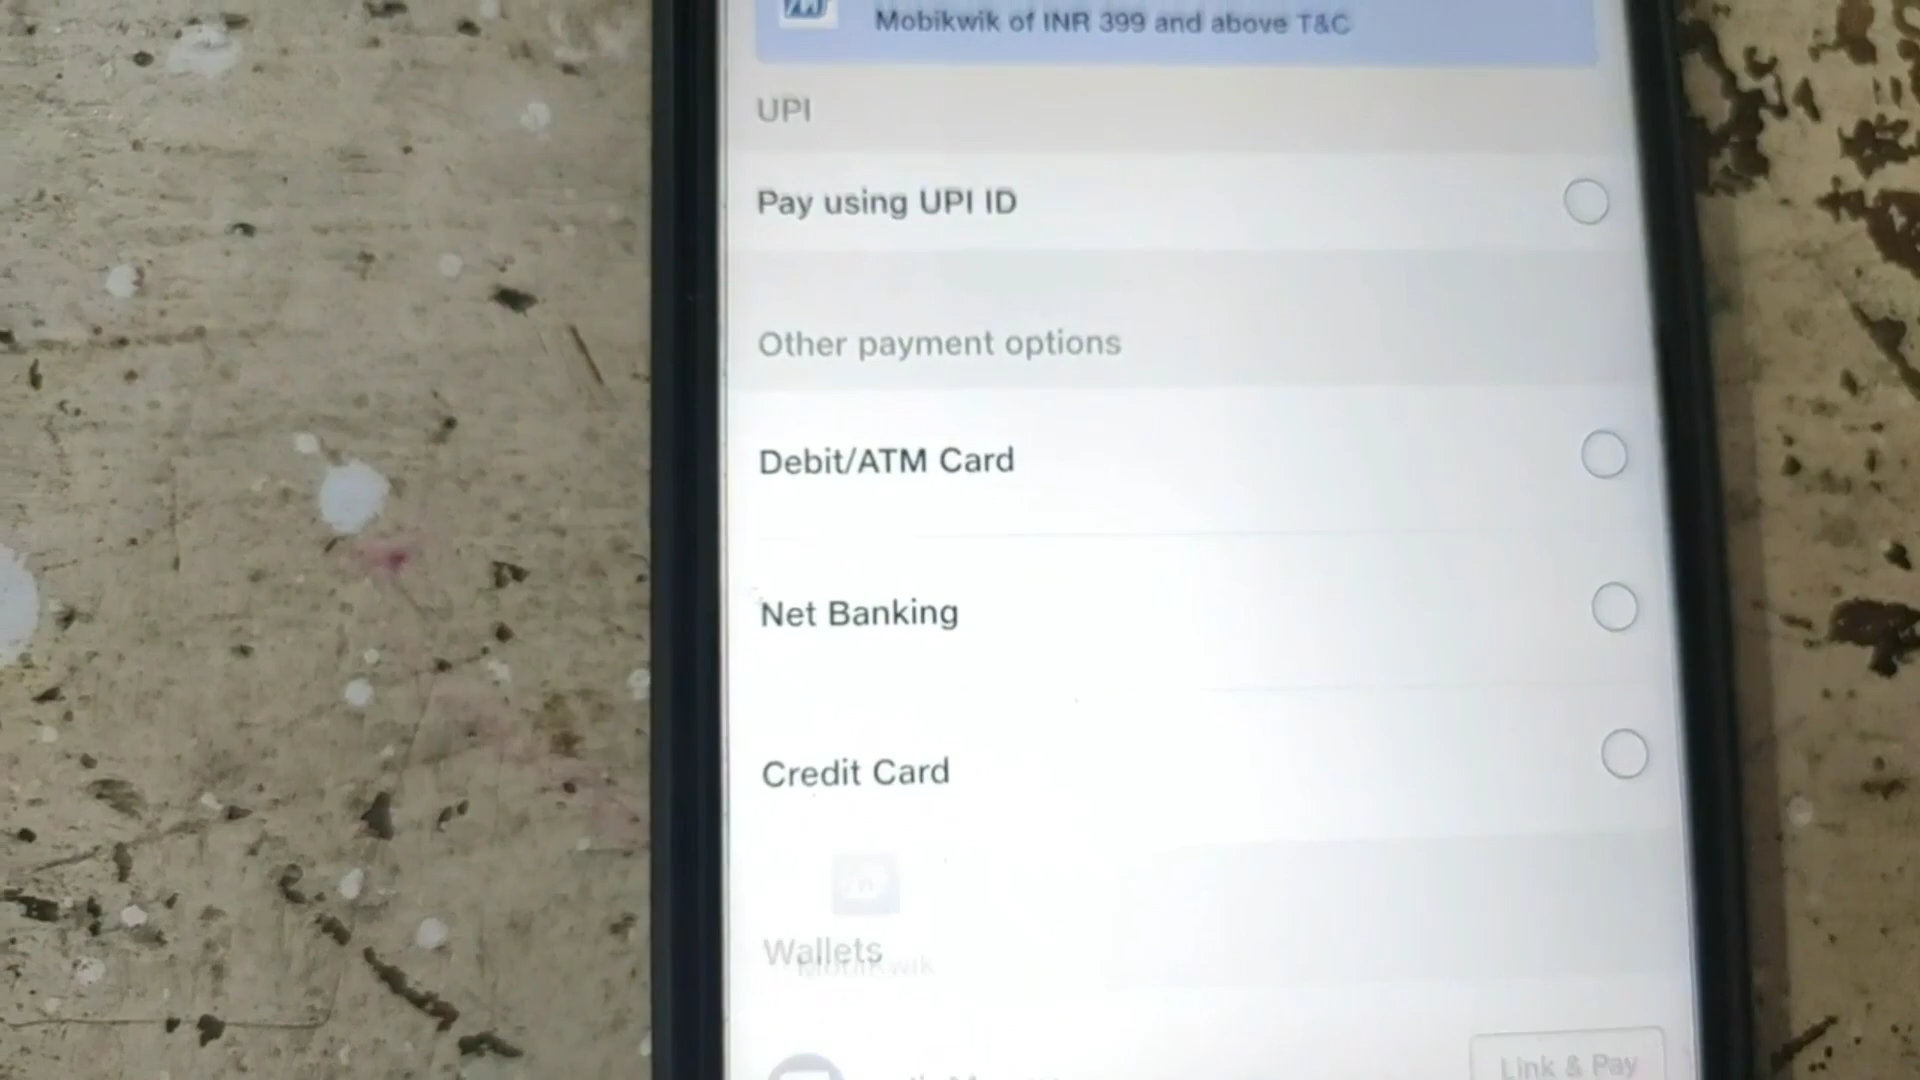 Mobikwik of INR 399 and above T&C
UPI
Pay using UPI ID
Other payment options
Debit/ATM Card
Net Banking
Credit Card
Wallets
MobiKwik
Link & Pay